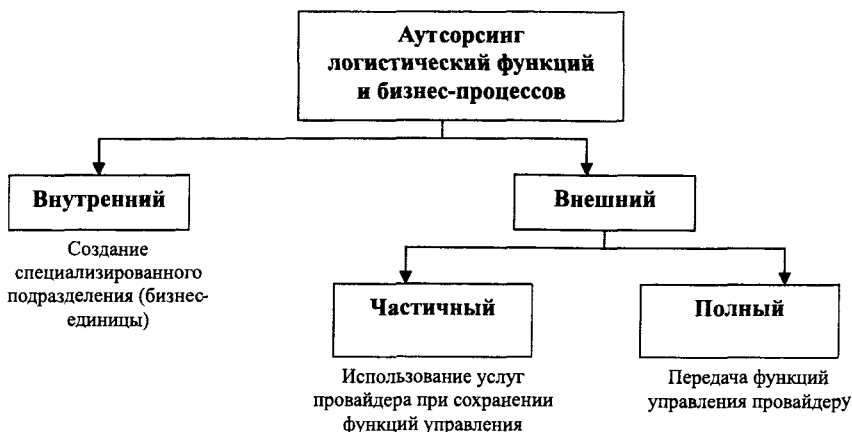 Аутсорсинг
логистический функций
и бизнес-процессов
Внутренний
Внешний
Создание
специализированного
подразделения (бизнес-
единицы)
Частичный
Полный
Использование услуг
провайдера при сохранении
функций управления
Передача функций
управления провайдеру